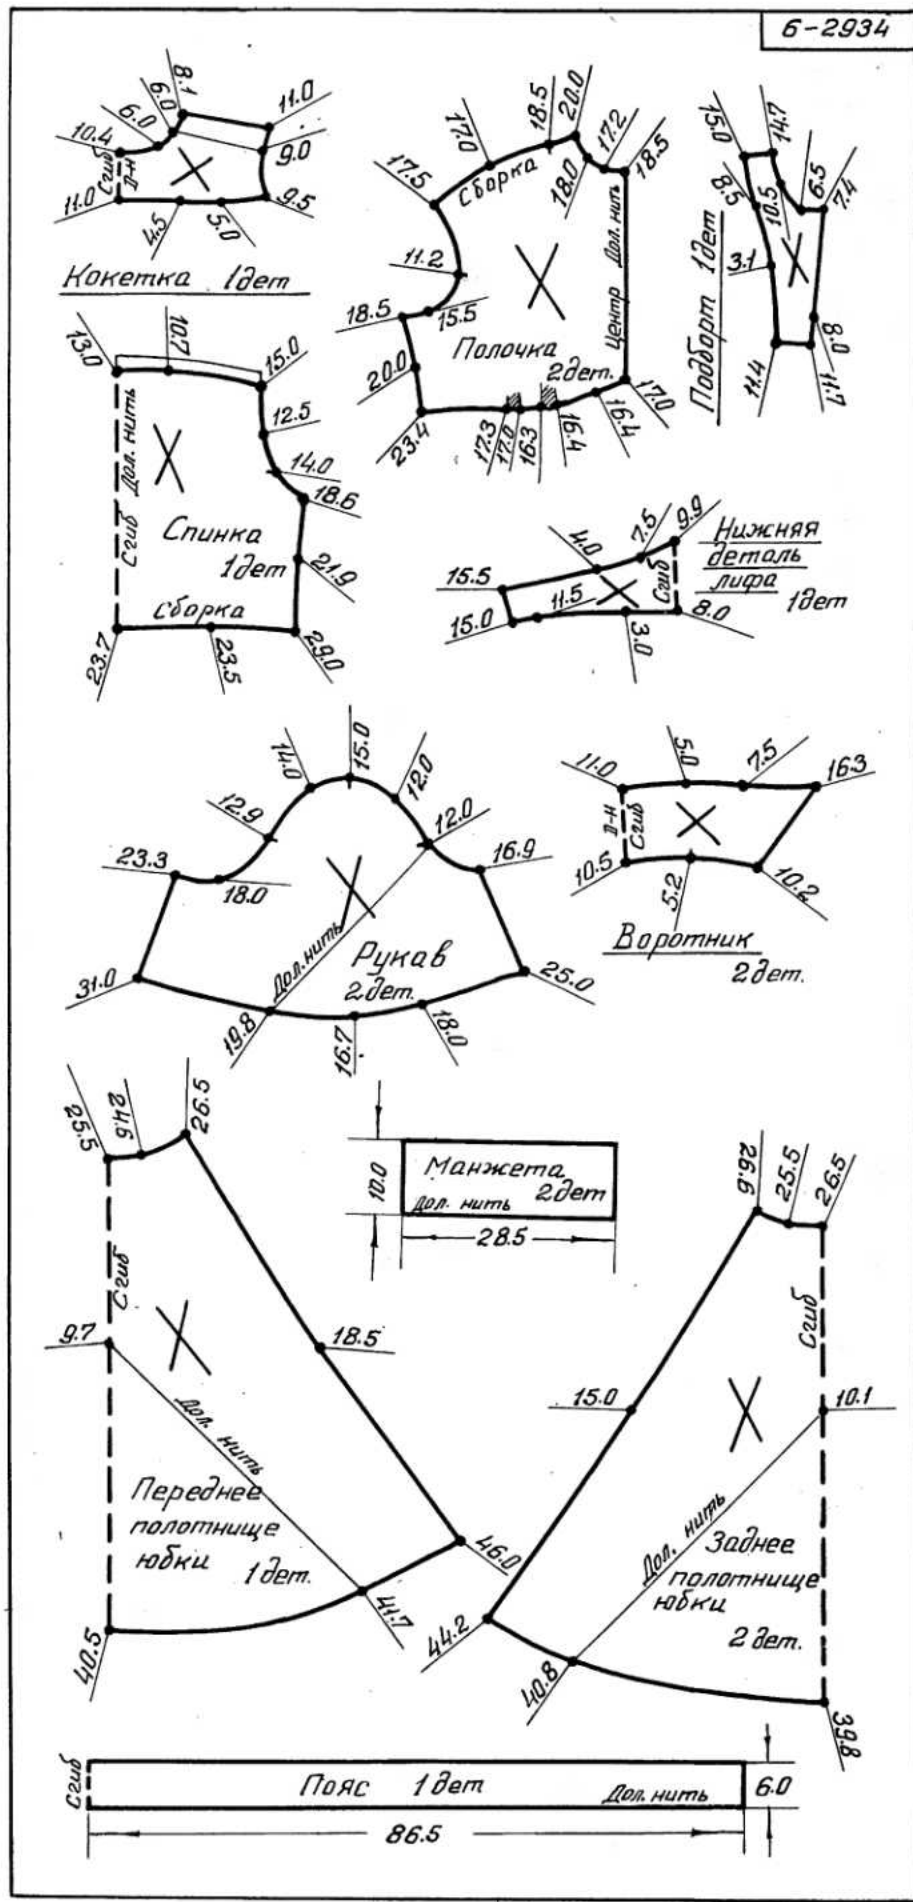 6-2934
8.1
6.0
6.0
10.4
11.0
11.0
9.0
9.5
4.5
5.0
Сгиб
Д-Н
Кокетка 1дет
20.0
18.5
17.0
17.5
17.2
18.0
18.5
11.2
18.5
15.5
20.0
23.4
17.3
17.0
16.3
16.4
16.4
17.0
Сборка
Центр Дол. нить
Полочка
2дет.
15.0
14.7
8.5
10.5
6.5
7.4
3.1
11.4
8.0
11.7
Подборт 1дет
13.0
10.7
15.0
12.5
14.0
18.6
21.9
29.0
23.5
23.7
Сгиб Дол. нить
Спинка
1дет
Сборка
15.5
4.0
7.5
9.9
15.0
11.5
3.0
8.0
Сгиб
Нижняя
деталь
лифа
1дет
15.0
14.0
12.0
12.9
12.0
23.3
18.0
16.9
31.0
19.8
16.7
18.0
25.0
Дол. нить
Рукав
2дет.
11.0
5.0
7.5
16.3
10.5
5.2
10.2
Д-Н
Сгиб
Воротник
2дет.
25.5
24.6
26.5
9.7
18.5
46.0
41.7
40.5
Сгиб
Дол. нить
Переднее
полотнище
юбки
1дет.
10.0
Манжета
2дет
Дол. нить
28.5
26.6
25.5
26.5
15.0
10.1
44.2
40.8
39.8
Сгиб
Дол. нить
Заднее
полотнище
юбки
2дет.
Сгиб
Пояс 1дет
Дол. нить
6.0
86.5